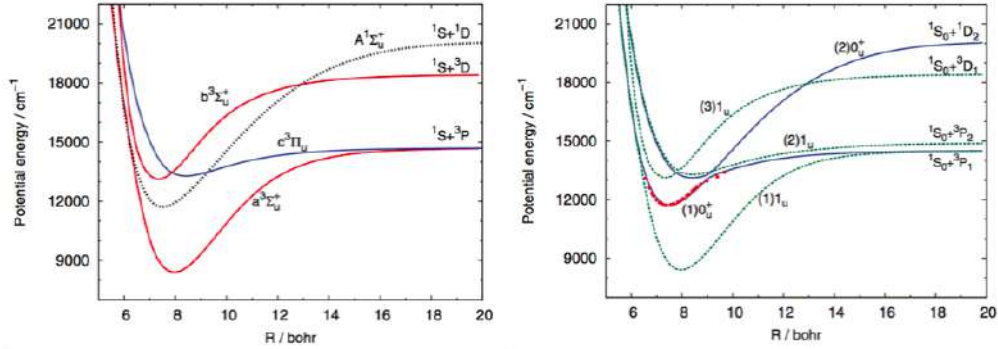 21000
18000
15000
12000
9000
6 8 10 12 14 16 18 20
R / bohr
Potential energy / cm⁻¹
A¹Σᵤ⁺
¹S+¹D
¹S+³D
b³Σᵤ⁺
¹S+³P
c³Πᵤ
a³Σᵤ⁺
21000
18000
15000
12000
9000
6 8 10 12 14 16 18 20
R / bohr
Potential energy / cm⁻¹
¹S₀+¹D₂
(2)0ᵤ⁺
¹S₀+³D₁
(3)1ᵤ
¹S₀+³P₂
(2)1ᵤ
¹S₀+³P₁
(1)0ᵤ⁺
(1)1ᵤ